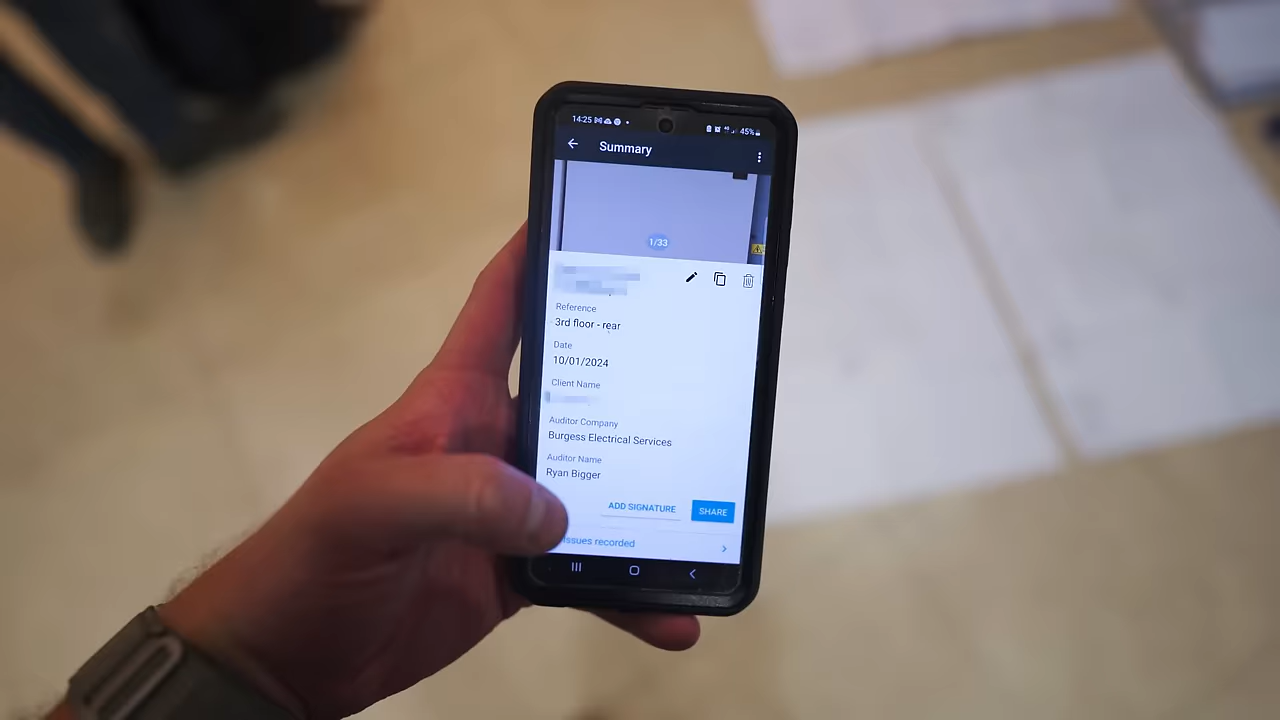 14:25
45%
Summary
1/33
Reference
3rd floor - rear
Date
10/01/2024
Client Name
Auditor Company
Burgess Electrical Services
Auditor Name
Ryan Bigger
ADD SIGNATURE
SHARE
issues recorded